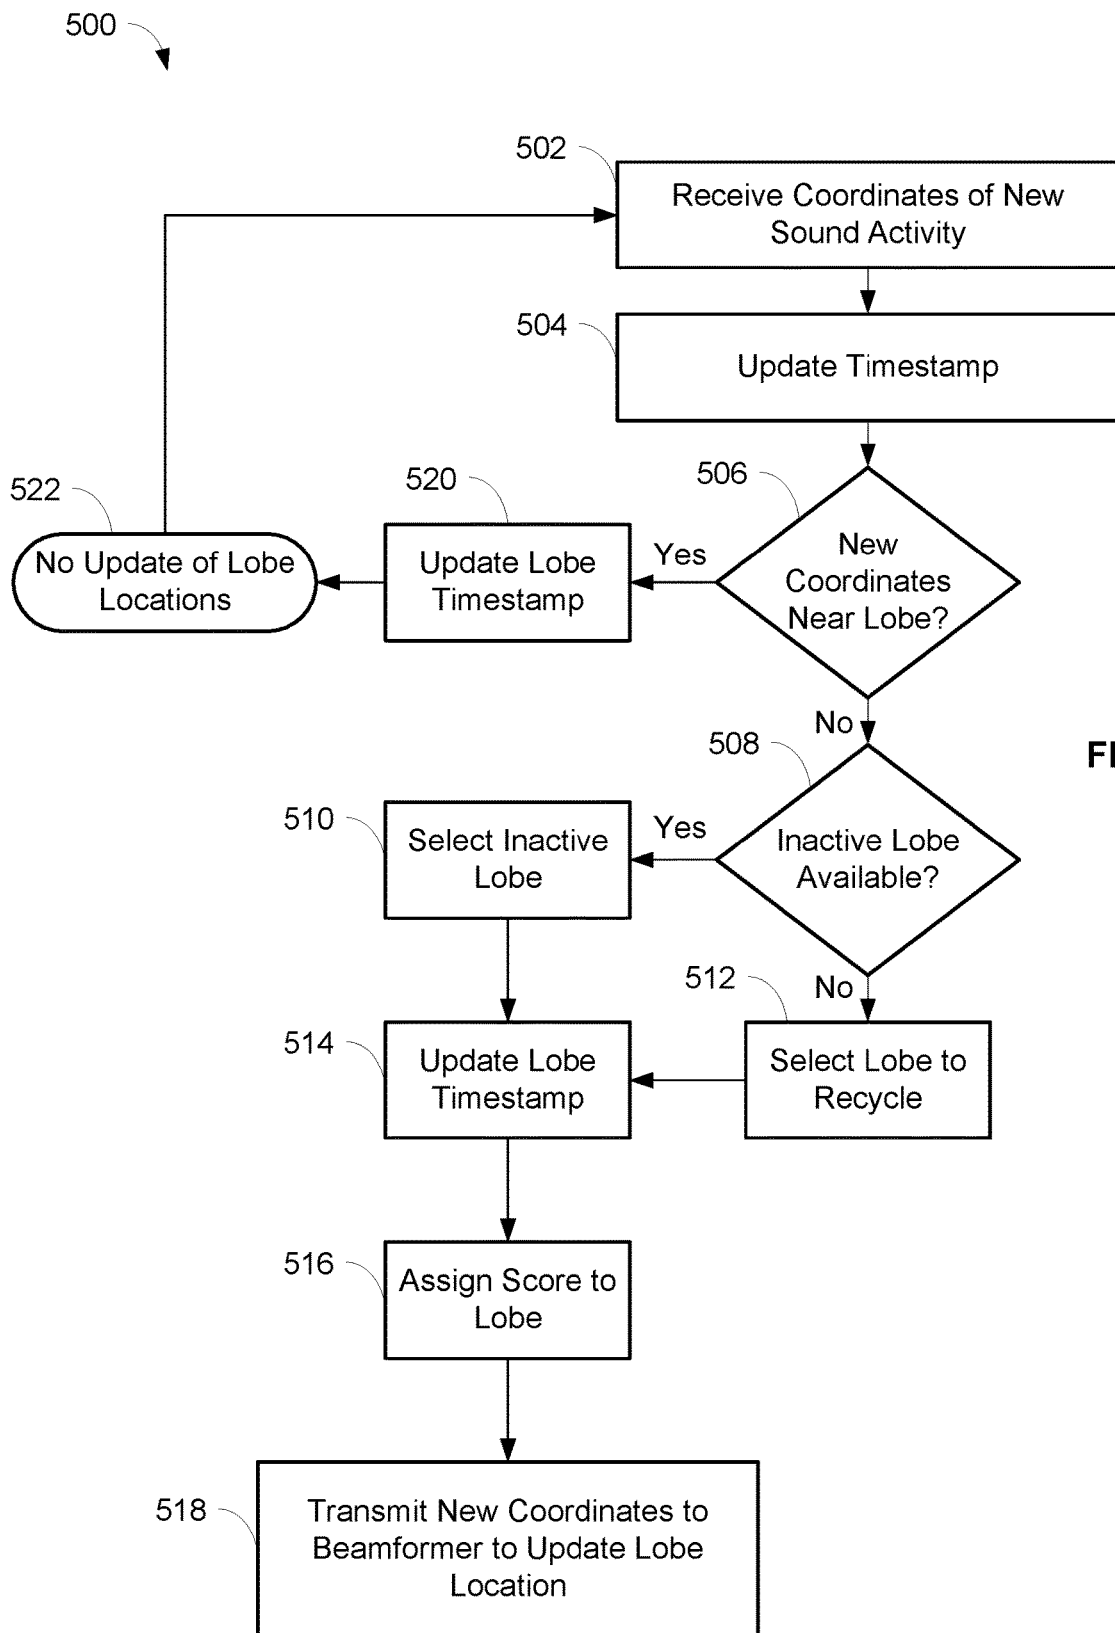 500
502
Receive Coordinates of New
Sound Activity
504
Update Timestamp
506
New
Coordinates
Near Lobe?
Yes
520
Update Lobe
Timestamp
522
No Update of Lobe
Locations
No
508
Inactive Lobe
Available?
Yes
510
Select Inactive
Lobe
No
512
Select Lobe to
Recycle
514
Update Lobe
Timestamp
516
Assign Score to
Lobe
518
Transmit New Coordinates to
Beamformer to Update Lobe
Location